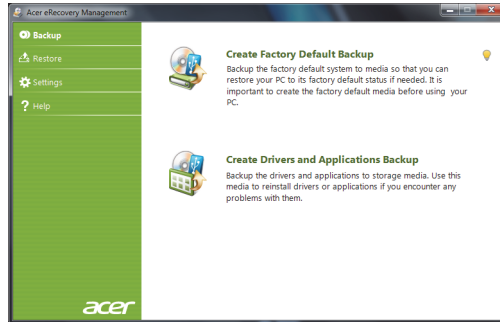 Acer eRecovery Management
Backup
Restore
Settings
? Help
Create Factory Default Backup
Backup the factory default system to media so that you can
restore your PC to its factory default status if needed. It is
important to create the factory default media before using your
PC.
Create Drivers and Applications Backup
Backup the drivers and applications to storage media. Use this
media to reinstall drivers or applications if you encounter any
problems with them.
acer